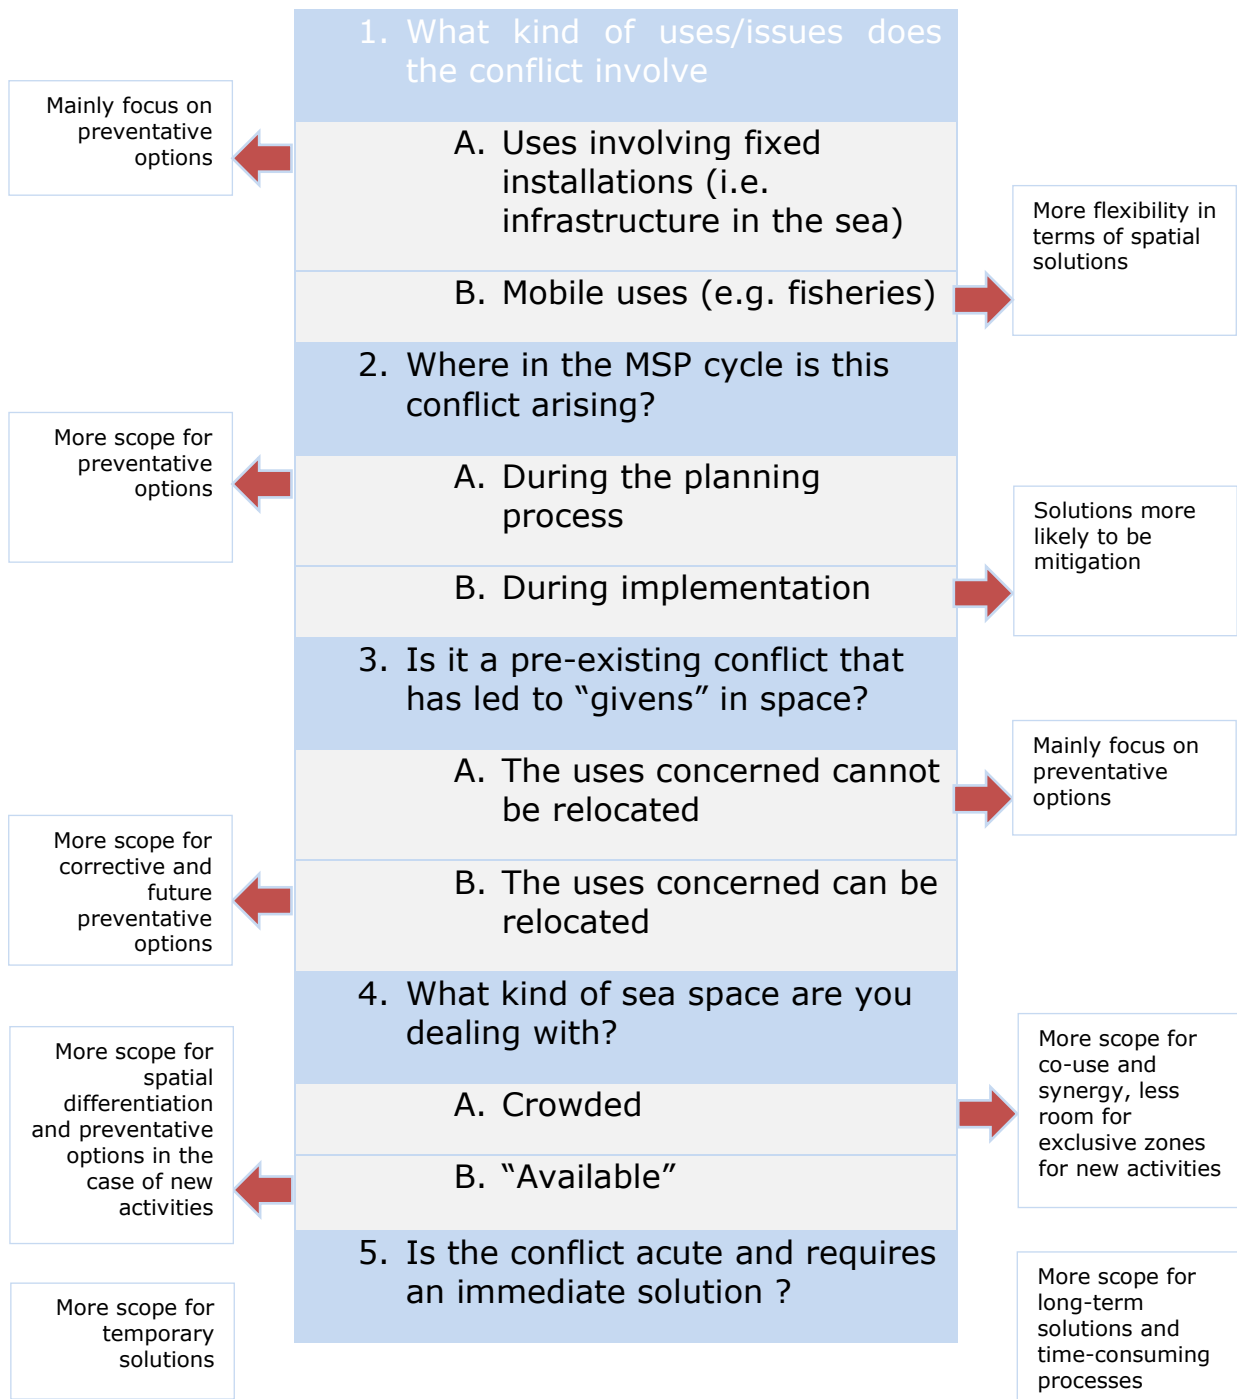 1. What kind of uses/issues does
the conflict involve
Mainly focus on
preventative
options
A. Uses involving fixed
installations (i.e.
infrastructure in the sea)
More flexibility in
terms of spatial
solutions
B. Mobile uses (e.g. fisheries)
2. Where in the MSP cycle is this
conflict arising?
More scope for
preventative
options
A. During the planning
process
Solutions more
likely to be
mitigation
B. During implementation
3. Is it a pre-existing conflict that
has led to “givens” in space?
Mainly focus on
preventative
options
A. The uses concerned cannot
be relocated
More scope for
corrective and
future
preventative
options
B. The uses concerned can be
relocated
4. What kind of sea space are you
dealing with?
More scope for
co-use and
synergy, less
room for
exclusive zones
for new activities
A. Crowded
More scope for
spatial
differentiation
and preventative
options in the
case of new
activities
B. “Available”
5. Is the conflict acute and requires
an immediate solution ?
More scope for
temporary
solutions
More scope for
long-term
solutions and
time-consuming
processes